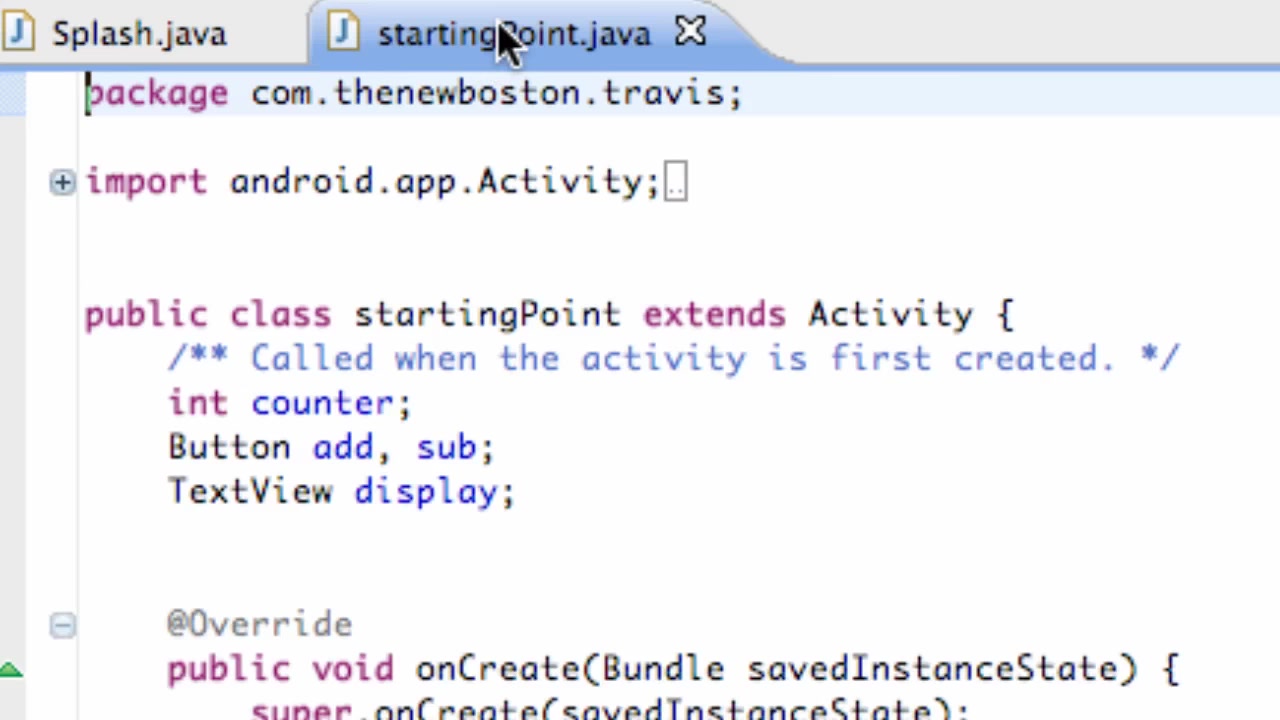 Splash.java startingPoint.java
package com.thenewboston.travis;
import android.app.Activity;
public class startingPoint extends Activity {
/** Called when the activity is first created. */
int counter;
Button add, sub;
TextView display;
@Override
public void onCreate(Bundle savedInstanceState) {
super.onCreate(savedInstanceState);